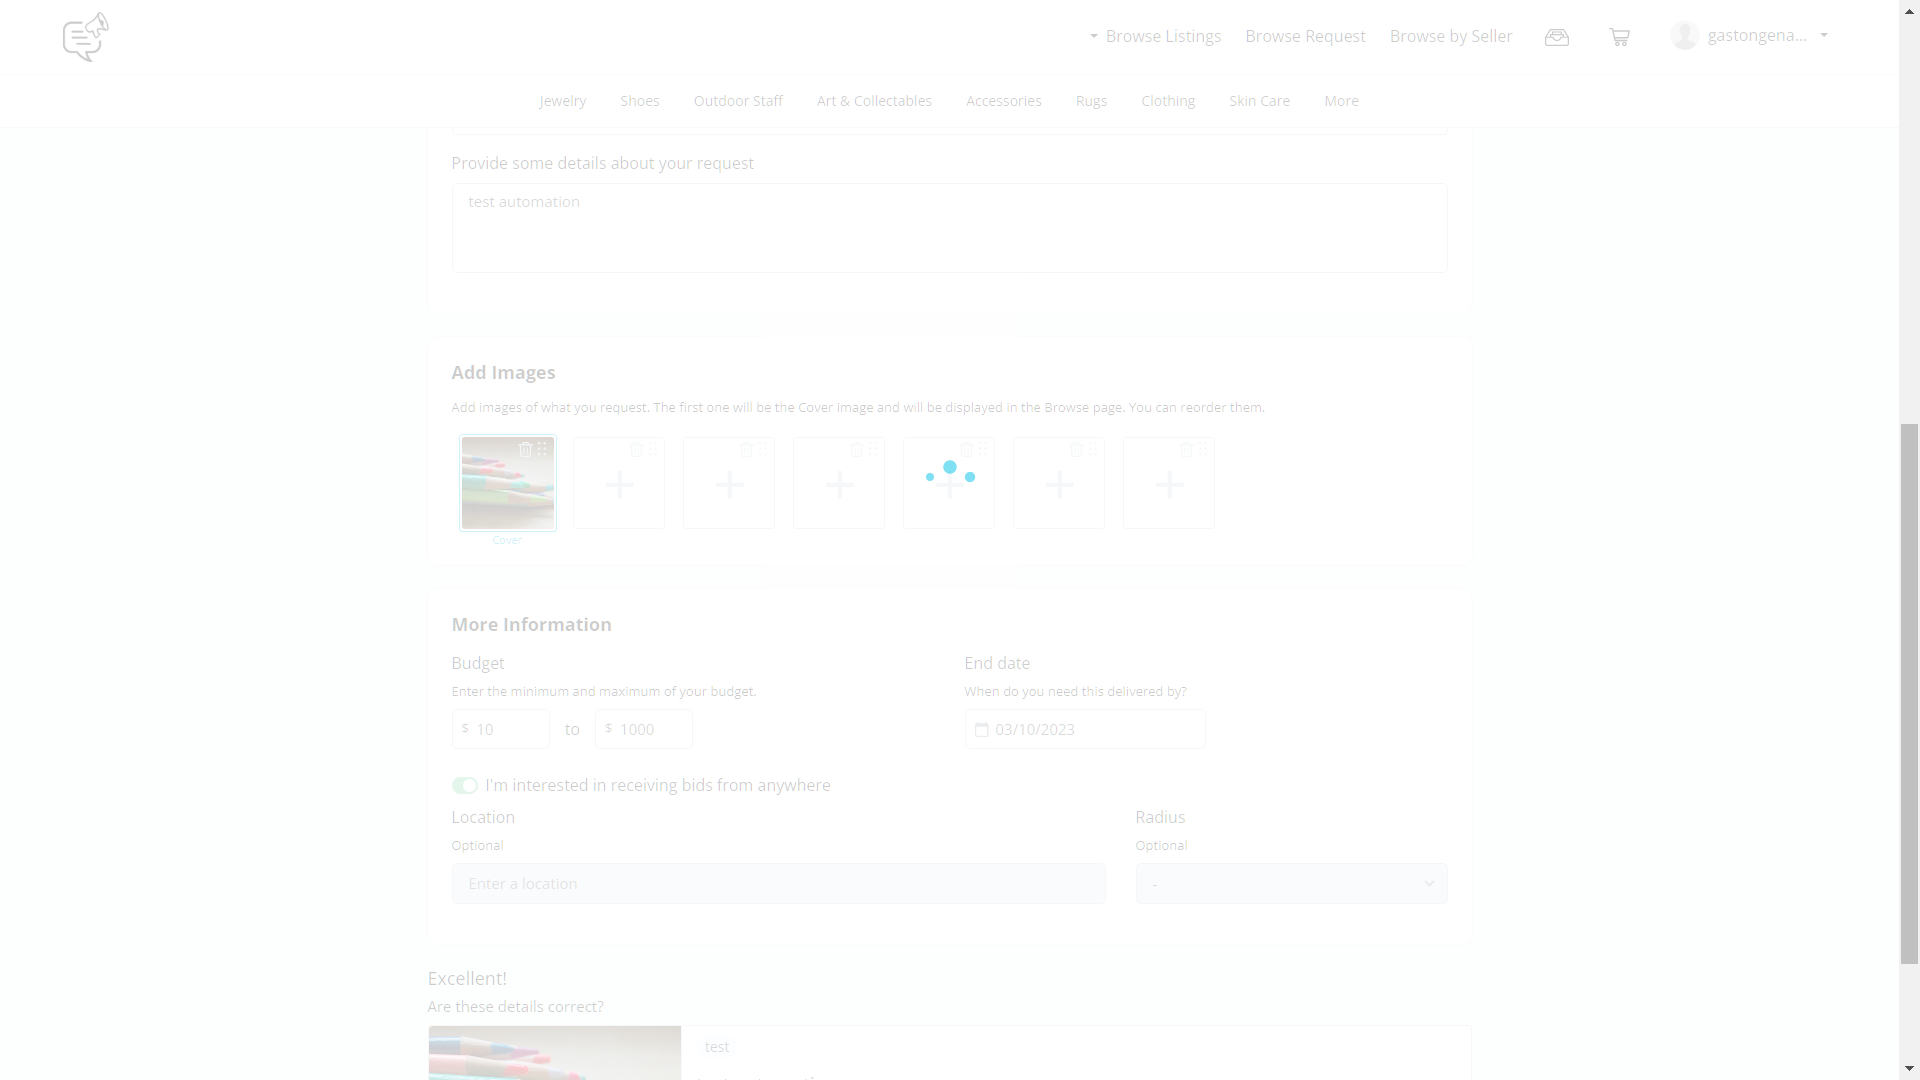 Browse Listings Browse Request Browse by Seller gastongena...
Jewelry Shoes Outdoor Staff Art & Collectables Accessories Rugs Clothing Skin Care More
Provide some details about your request
test automation
Add Images
Add images of what you request. The first one will be the Cover image and will be displayed in the Browse page. You can reorder them.
Cover
More Information
Budget End date
Enter the minimum and maximum of your budget. When do you need this delivered by?
$ 10 to $ 1000 03/10/2023
I'm interested in receiving bids from anywhere
Location Radius
Optional Optional
Enter a location -
Excellent!
Are these details correct?
test